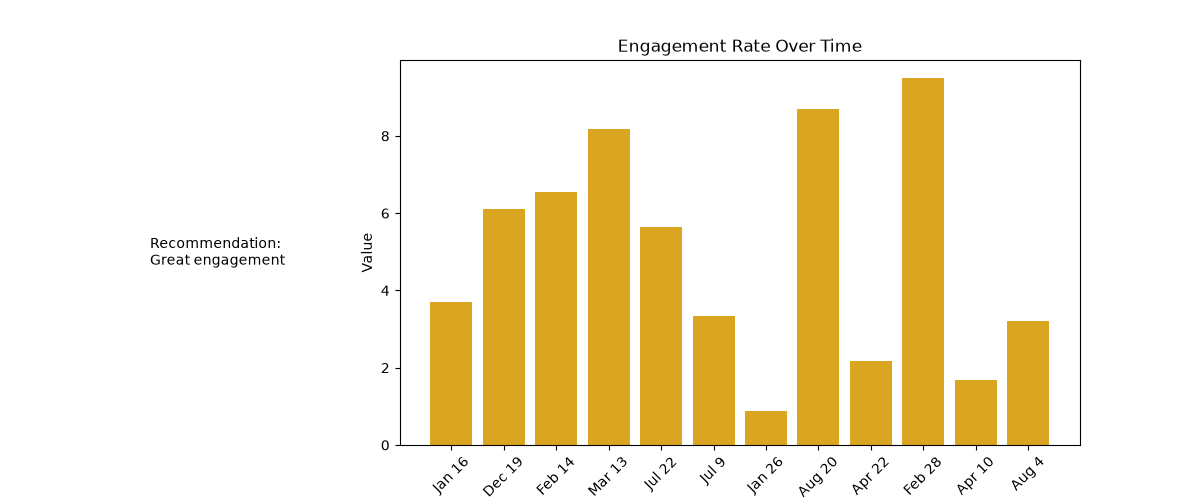 Engagement Rate Over Time
Recommendation:
Great engagement
Value
8
6
4
2
0
Jan 16
Dec 19
Feb 14
Mar 13
Jul 22
Jul 9
Jan 26
Aug 20
Apr 22
Feb 28
Apr 10
Aug 4